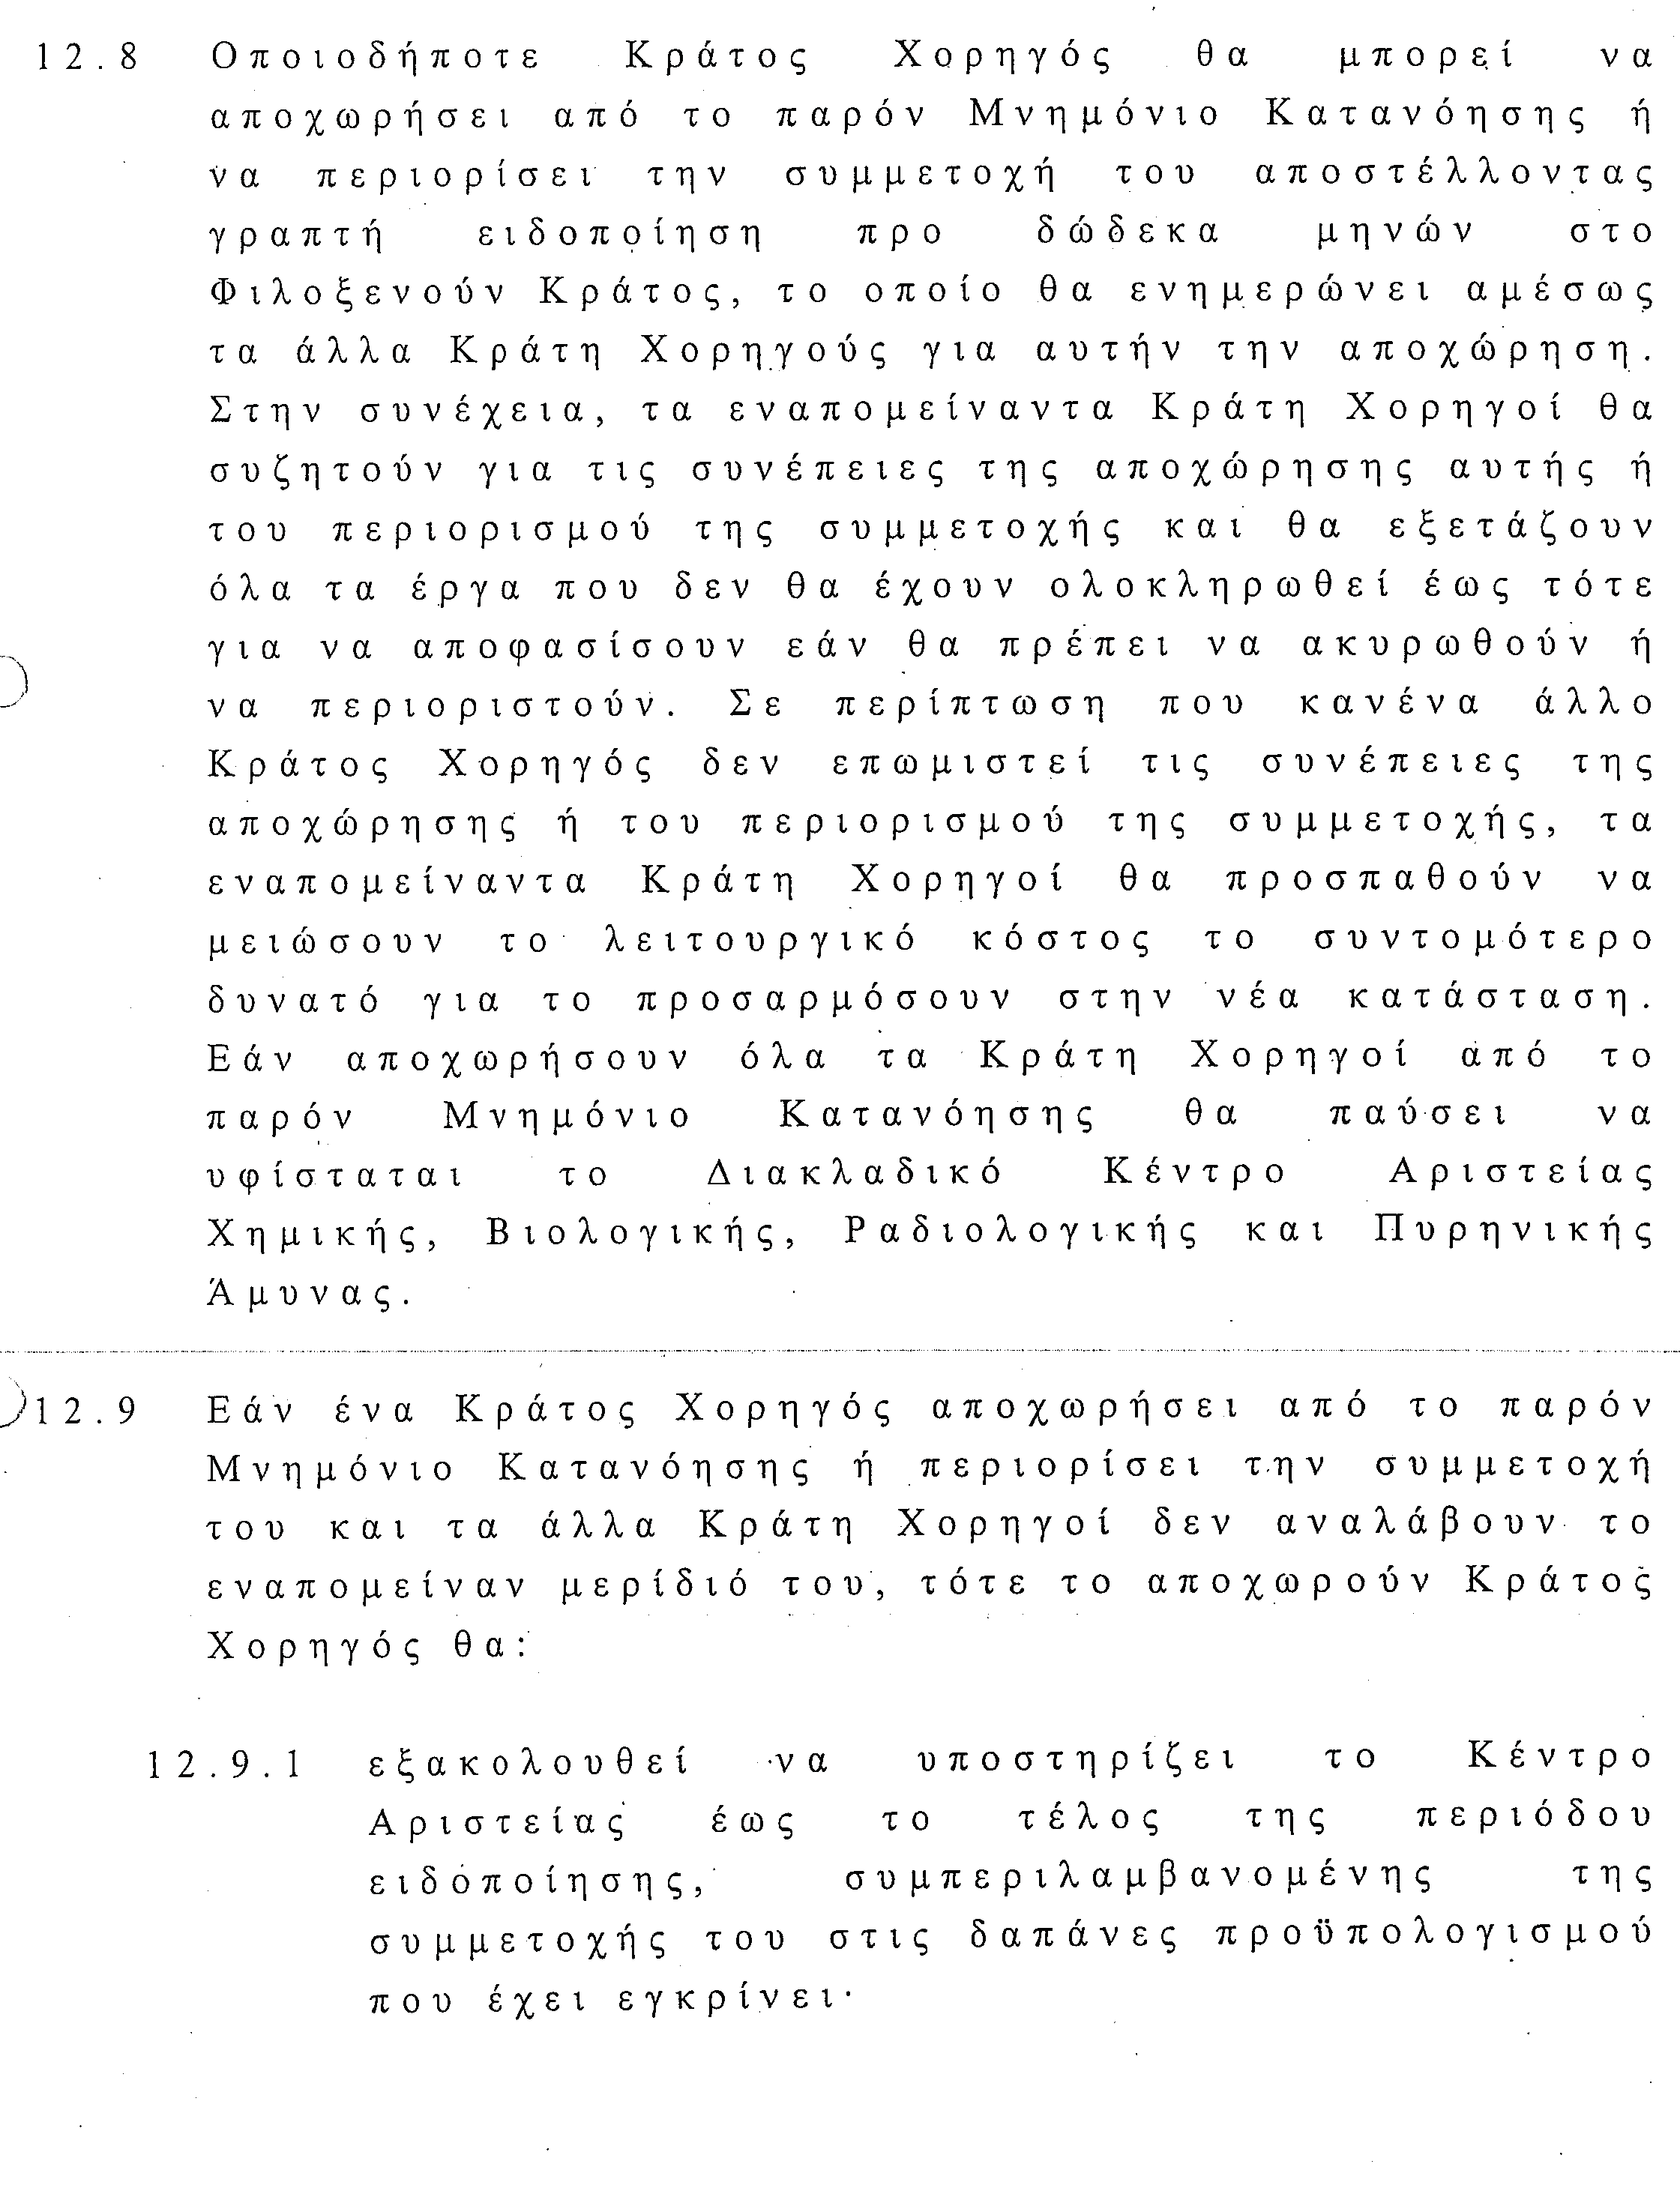 12.8 Οποιοδήποτε Κράτος Χορηγός θα μπορεί να
αποχωρήσει από το παρόν Μνημόνιο Κατανόησης ή
να περιορίσει την συμμετοχή του αποστέλλοντας
γραπτή ειδοποίηση προ δώδεκα μηνών στο
Φιλοξενούν Κράτος, το οποίο θα ενημερώνει αμέσως
τα άλλα Κράτη Χορηγούς για αυτήν την αποχώρηση.
Στην συνέχεια, τα εναπομείναντα Κράτη Χορηγοί θα
συζητούν για τις συνέπειες της αποχώρησης αυτής ή
του περιορισμού της συμμετοχής και θα εξετάζουν
όλα τα έργα που δεν θα έχουν ολοκληρωθεί έως τότε
για να αποφασίσουν εάν θα πρέπει να ακυρωθούν ή
να περιοριστούν. Σε περίπτωση που κανένα άλλο
Κράτος Χορηγός δεν επωμιστεί τις συνέπειες της
αποχώρησης ή του περιορισμού της συμμετοχής, τα
εναπομείναντα Κράτη Χορηγοί θα προσπαθούν να
μειώσουν το λειτουργικό κόστος το συντομότερο
δυνατό για το προσαρμόσουν στην νέα κατάσταση.
Εάν αποχωρήσουν όλα τα Κράτη Χορηγοί από το
παρόν Μνημόνιο Κατανόησης θα παύσει να
υφίσταται το Διακλαδικό Κέντρο Αριστείας
Χημικής, Βιολογικής, Ραδιολογικής και Πυρηνικής
Άμυνας.
12.9 Εάν ένα Κράτος Χορηγός αποχωρήσει από το παρόν
Μνημόνιο Κατανόησης ή περιορίσει την συμμετοχή
του και τα άλλα Κράτη Χορηγοί δεν αναλάβουν το
εναπομείναν μερίδιό του, τότε το αποχωρούν Κράτος
Χορηγός θα:
12.9.1 εξακολουθεί να υποστηρίζει το Κέντρο
Αριστείας έως το τέλος της περιόδου
ειδοποίησης, συμπεριλαμβανομένης της
συμμετοχής του στις δαπάνες προϋπολογισμού
που έχει εγκρίνει·